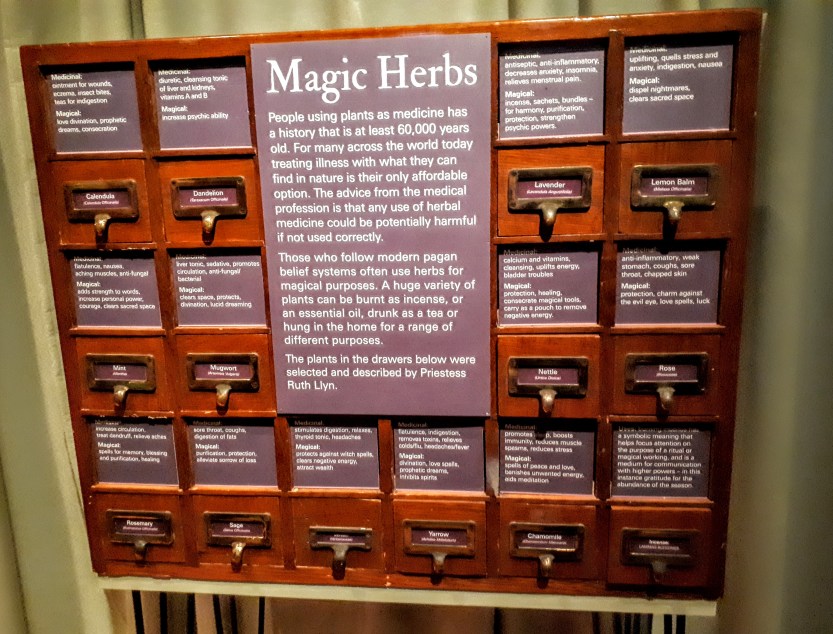 Magic Herbs
People using plants as medicine has
a history that is at least 60,000 years
old. For many across the world today
treating illness with what they can
find in nature is their only affordable
option. The advice from the medical
profession is that any use of herbal
medicine could be potentially harmful
if not used correctly.
Those who follow modern pagan
belief systems often use herbs for
magical purposes. A huge variety of
plants can be burnt as incense, or
an essential oil, drunk as a tea or
hung in the home for a range of
different purposes.
The plants in the drawers below were
selected and described by Priestess
Ruth Llyn.
Medicinal:
ointment for wounds,
eczema, insect bites,
teas for indigestion
Magical:
love divination, prophetic
dreams, consecration
Calendula
Medicinal:
diuretic, cleansing tonic
of liver and kidneys,
vitamins A and B
Magical:
increase psychic ability
Dandelion
Medicinal:
antiseptic, anti-inflammatory,
decreases anxiety, insomnia,
relieves menstrual pain.
Magical:
incense, sachets, bundles –
for harmony, purification,
protection, strengthen
psychic powers.
Lavender
Medicinal:
uplifting, quells stress and
anxiety, indigestion, nausea
Magical:
dispel nightmares,
clears sacred space
Lemon Balm
Medicinal:
flatulence, nausea,
aching muscles, anti-fungal
Magical:
adds strength to words,
increase personal power,
courage, clears sacred space
Mint
Medicinal:
liver tonic, sedative, promotes
circulation, anti-fungal/
bacterial
Magical:
clears space, protects,
divination, lucid dreaming
Mugwort
Medicinal:
calcium and vitamins,
cleansing, uplifts energy,
bladder troubles
Magical:
protection, healing,
consecrate magical tools,
carry as a pouch to remove
negative energy.
Nettle
Medicinal:
anti-inflammatory, weak
stomach, coughs, sore
throat, chapped skin
Magical:
protection, charm against
the evil eye, love spells, luck
Rose
increase circulation,
treat dandruff, relieve aches
Magical:
spells for memory, blessing
and purification, healing
Rosemary
Medicinal:
sore throat, coughs,
digestion of fats
Magical:
purification, protection,
alleviate sorrow of loss
Sage
Medicinal:
stimulates digestion, relaxes,
thyroid tonic, headaches
Magical:
protects against witch spells,
clears negative energy,
attract wealth
Medicinal:
flatulence, indigestion,
removes toxins, relieves
colds/flu, headaches/fever
Magical:
divination, love spells,
prophetic dreams,
inhibits spirits
Yarrow
Medicinal:
promotes boosts
immunity, reduces muscle
spasms, reduces stress
Magical:
spells of peace and love,
banishes unwanted energy,
aids meditation
Chamomile
a symbolic meaning that
helps focus attention on
the purpose of a ritual or
magical working, and is a
medium for communication
with higher powers – in this
instance gratitude for the
abundance of the season.
Incense